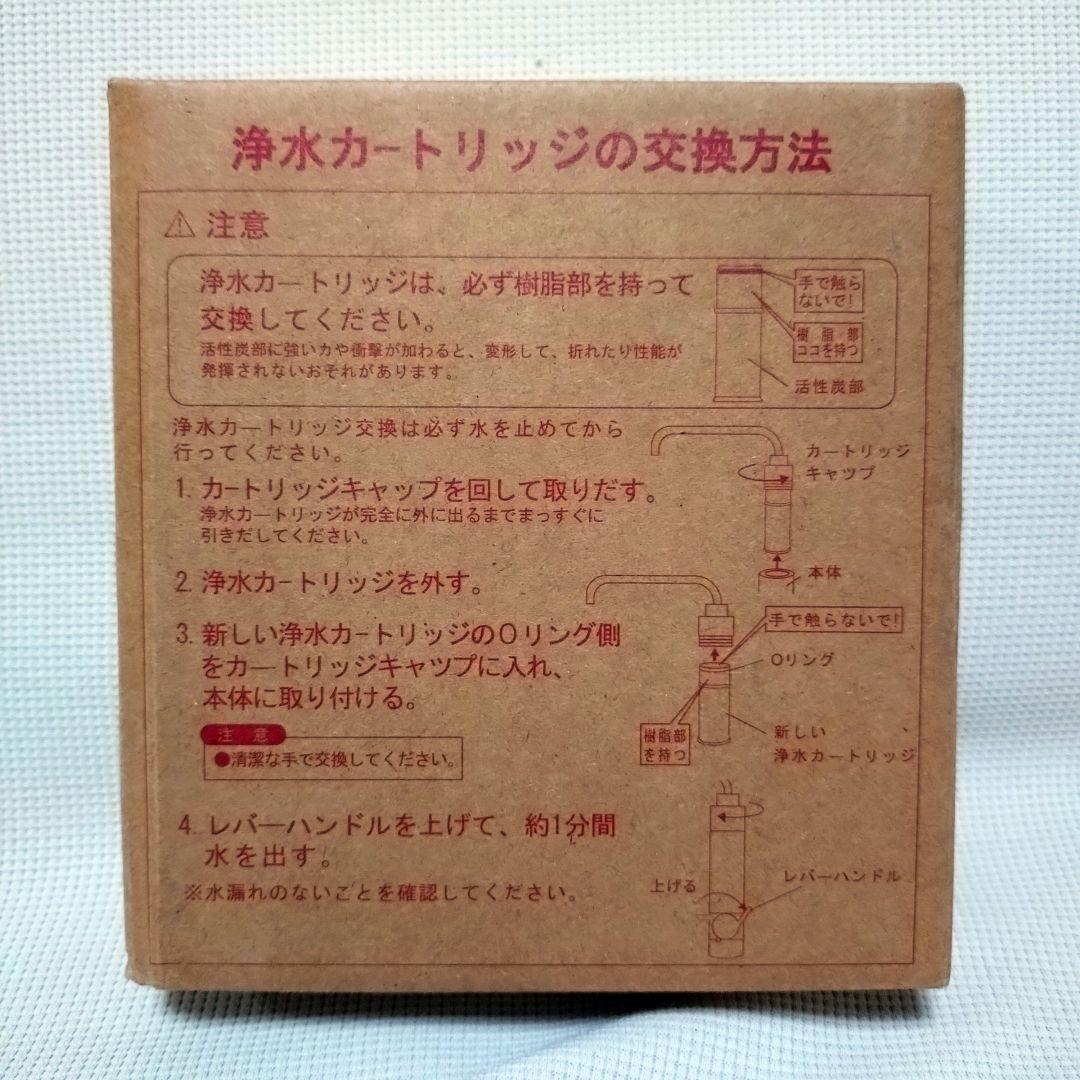 浄水カートリッジの交換方法
⚠ 注意
浄水カートリッジは、必ず樹脂部を持って
交換してください。
活性炭部に強い力や衝撃が加わると、変形して、折れたり性能が
発揮されないおそれがあります。
手で触ら
ないで!
樹脂部
ココを持つ
活性炭部
浄水カートリッジ交換は必ず水を止めてから
行ってください。
1. カートリッジキャップを回して取りだす。
浄水カートリッジが完全に外に出るまでまっすぐに
引きだしてください。
カートリッジ
キャツプ
本体
2. 浄水カートリッジを外す。
3. 新しい浄水カートリッジのOリング側
をカートリッジキャツプに入れ、
本体に取り付ける。
注意
●清潔な手で交換してください。
手で触らないで!
Oリング
樹脂部
を持つ
新しい
浄水カートリッジ
4. レバーハンドルを上げて、約1分間
水を出す。
※水漏れのないことを確認してください。
上げる
レバーハンドル